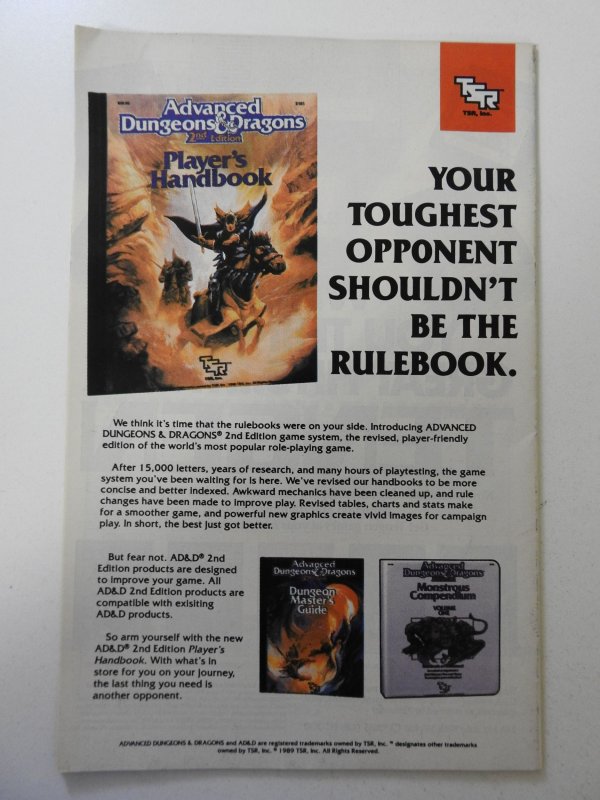 TSR
TSR, Inc.
Advanced
Dungeons & Dragons
2nd Edition
Player's
Handbook
TSR
YOUR
TOUGHEST
OPPONENT
SHOULDN'T
BE THE
RULEBOOK.
We think it's time that the rulebooks were on your side. Introducing ADVANCED
DUNGEONS & DRAGONS® 2nd Edition game system, the revised, player-friendly
edition of the world's most popular role-playing game.
After 15,000 letters, years of research, and many hours of playtesting, the game
system you've been waiting for is here. We've revised our handbooks to be more
concise and better indexed. Awkward mechanics have been cleaned up, and rule
changes have been made to improve play. Revised tables, charts and stats make
for a smoother game, and powerful new graphics create vivid images for campaign
play. In short, the best just got better.
But fear not. AD&D® 2nd
Edition products are designed
to improve your game. All
AD&D 2nd Edition products are
compatible with exisiting
AD&D products.
So arm yourself with the new
AD&D® 2nd Edition Player's
Handbook. With what's in
store for you on your journey,
the last thing you need is
another opponent.
Advanced
Dungeons & Dragons
Dungeon
Master's
Guide
Advanced
Dungeons & Dragons
Monstrous
Compendium
VOLUME
ONE
TSR
ADVANCED DUNGEONS & DRAGONS and AD&D are registered trademarks owned by TSR, Inc. ™ designates other trademarks
owned by TSR, Inc. © 1989 TSR, Inc. All Rights Reserved.